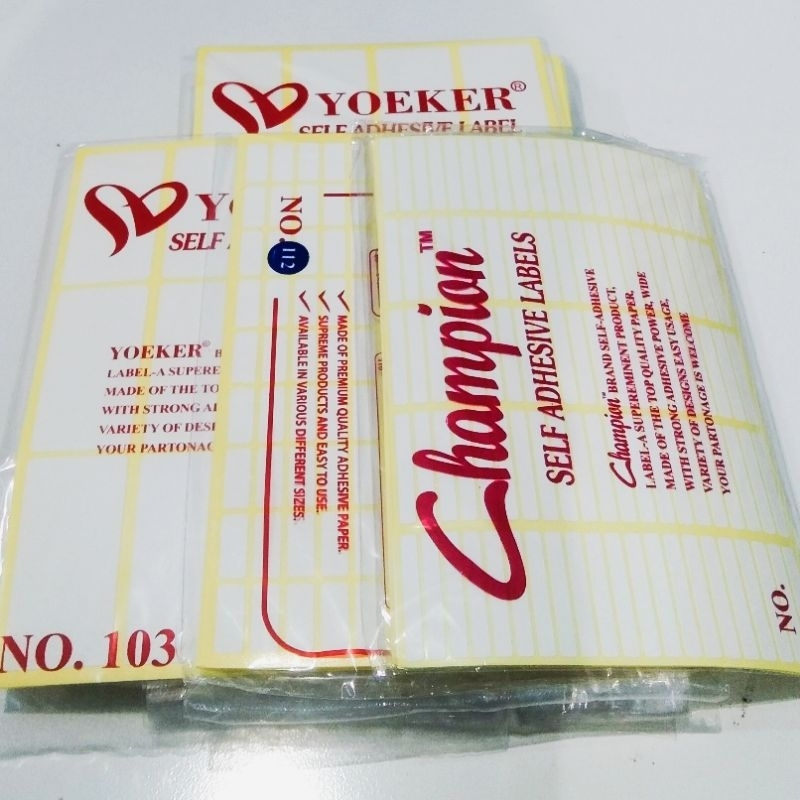 YOEKER®
SELF ADHESIVE LABEL
Y
SELF
YOEKER®
LABEL-A SUPERE
MADE OF THE TO
WITH STRONG
VARIETY OF DESI
YOUR PARTONAG
NO. 103
NO
112
✓ MADE OF PREMIUM QUALITY ADHESIVE PAPER.
✓ SUPREME PRODUCTS AND EASY TO USE.
✓ AVAILABLE IN VARIOUS DIFFERENT SIZES.
Champion™
SELF ADHESIVE LABELS
Champion™ BRAND SELF-ADHESIVE
LABEL-A SUPEREMINENT PRODUCT,
MADE OF THE TOP QUALITY PAPER,
WITH STRONG ADHESIVE POWER, WIDE
VARIETY OF DESIGNS EASY USAGE,
YOUR PARTONAGE IS WELCOME
NO.